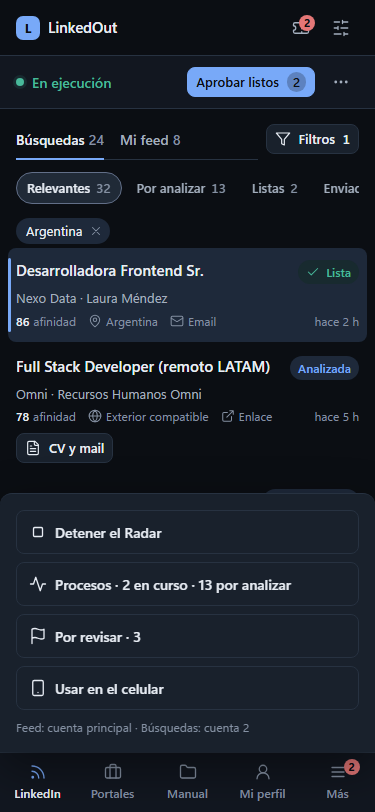 L LinkedOut 2
En ejecución Aprobar listos 2 ...
Búsquedas 24 Mi feed 8 Filtros 1
Relevantes 32 Por analizar 13 Listas 2 Enviac
Argentina
Desarrolladora Frontend Sr. Lista
Nexo Data · Laura Méndez
86 afinidad Argentina Email hace 2 h
Full Stack Developer (remoto LATAM) Analizada
Omni · Recursos Humanos Omni
78 afinidad Exterior compatible Enlace hace 5 h
CV y mail
Detener el Radar
Procesos · 2 en curso · 13 por analizar
Por revisar · 3
Usar en el celular
Feed: cuenta principal · Búsquedas: cuenta 2
LinkedIn Portales Manual Mi perfil Más 2